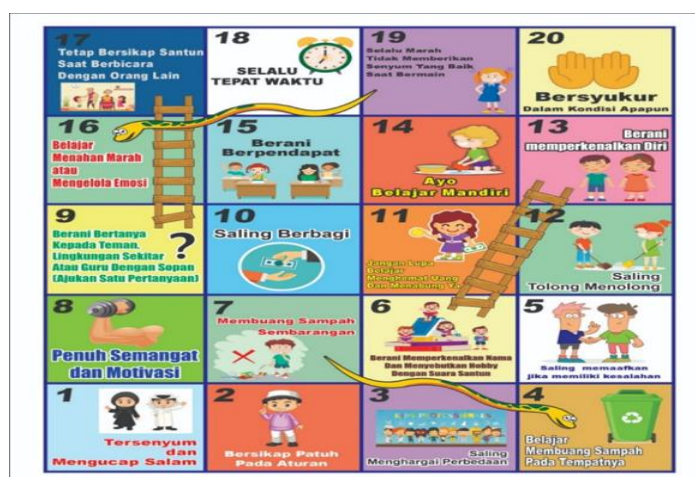 17
Tetap Bersikap Santun
Saat Berbicara
Dengan Orang Lain
18
SELALU
TEPAT WAKTU
19
Selalu Marah
Tidak Memberikan
Senyum Yang Baik
Saat Bermain
20
Bersyukur
Dalam Kondisi Apapun
16
Belajar
Menahan Marah
atau
Mengelola Emosi
15
Berani
Berpendapat
14
Ayo
Belajar Mandiri
13
Berani
memperkenalkan Diri
9
Berani Bertanya
Kepada Teman,
Lingkungan Sekitar
Atau Guru Dengan Sopan
(Ajukan Satu Pertanyaan)
?
10
Saling Berbagi
11
Jangan Lupa
Belajar
Menghemat Uang
dan Menabung Ya
12
Saling
Tolong Menolong
8
Penuh Semangat
dan Motivasi
7
Membuang Sampah
Sembarangan
6
Berani Memperkenalkan Nama
Dan Menyebutkan Hobby
Dengan Suara Santun
5
Saling memaafkan
jika memiliki kesalahan
1
Tersenyum
dan
Mengucap Salam
2
Bersikap Patuh
Pada Aturan
3
Saling
Menghargai Perbedaan
4
Belajar
Membuang Sampah
Pada Tempatnya